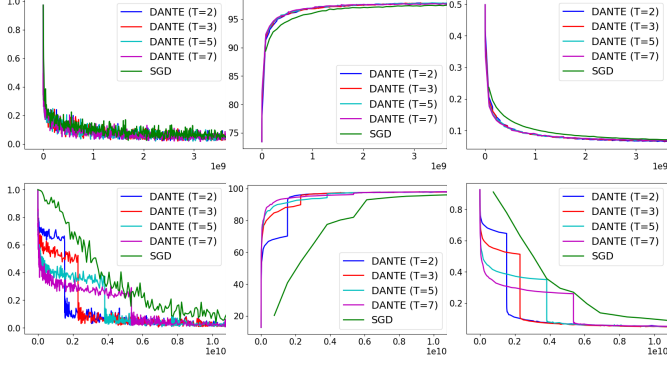 1.0
0.8
0.6
0.4
0.2
0.0
0
1
2
3
1e9
DANTE (T=2)
DANTE (T=3)
DANTE (T=5)
DANTE (T=7)
SGD
95
90
85
80
75
0
1
2
3
1e9
DANTE (T=2)
DANTE (T=3)
DANTE (T=5)
DANTE (T=7)
SGD
0.5
0.4
0.3
0.2
0.1
0
1
2
3
1e9
DANTE (T=2)
DANTE (T=3)
DANTE (T=5)
DANTE (T=7)
SGD
1.0
0.8
0.6
0.4
0.2
0.0
0.0
0.2
0.4
0.6
0.8
1.0
1e10
DANTE (T=2)
DANTE (T=3)
DANTE (T=5)
DANTE (T=7)
SGD
100
80
60
40
20
0.0
0.2
0.4
0.6
0.8
1.0
1e10
DANTE (T=2)
DANTE (T=3)
DANTE (T=5)
DANTE (T=7)
SGD
0.8
0.6
0.4
0.2
0.0
0.2
0.4
0.6
0.8
1.0
1e10
DANTE (T=2)
DANTE (T=3)
DANTE (T=5)
DANTE (T=7)
SGD